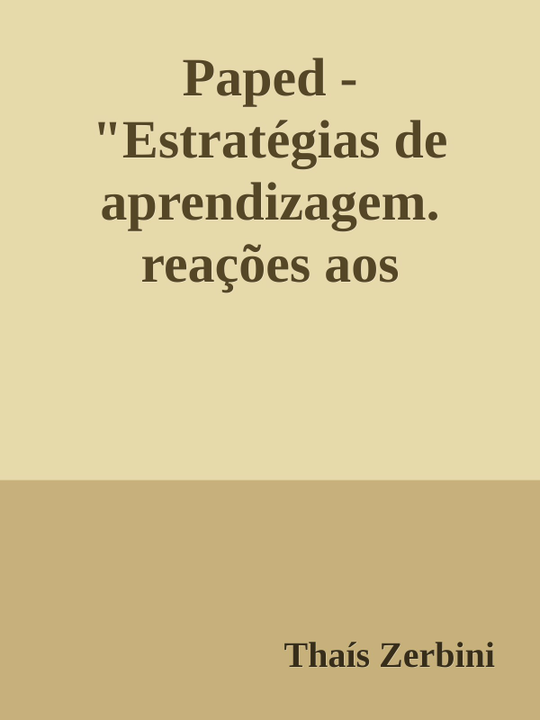 Paped -
"Estratégias de
aprendizagem.
reações aos
Thaís Zerbini